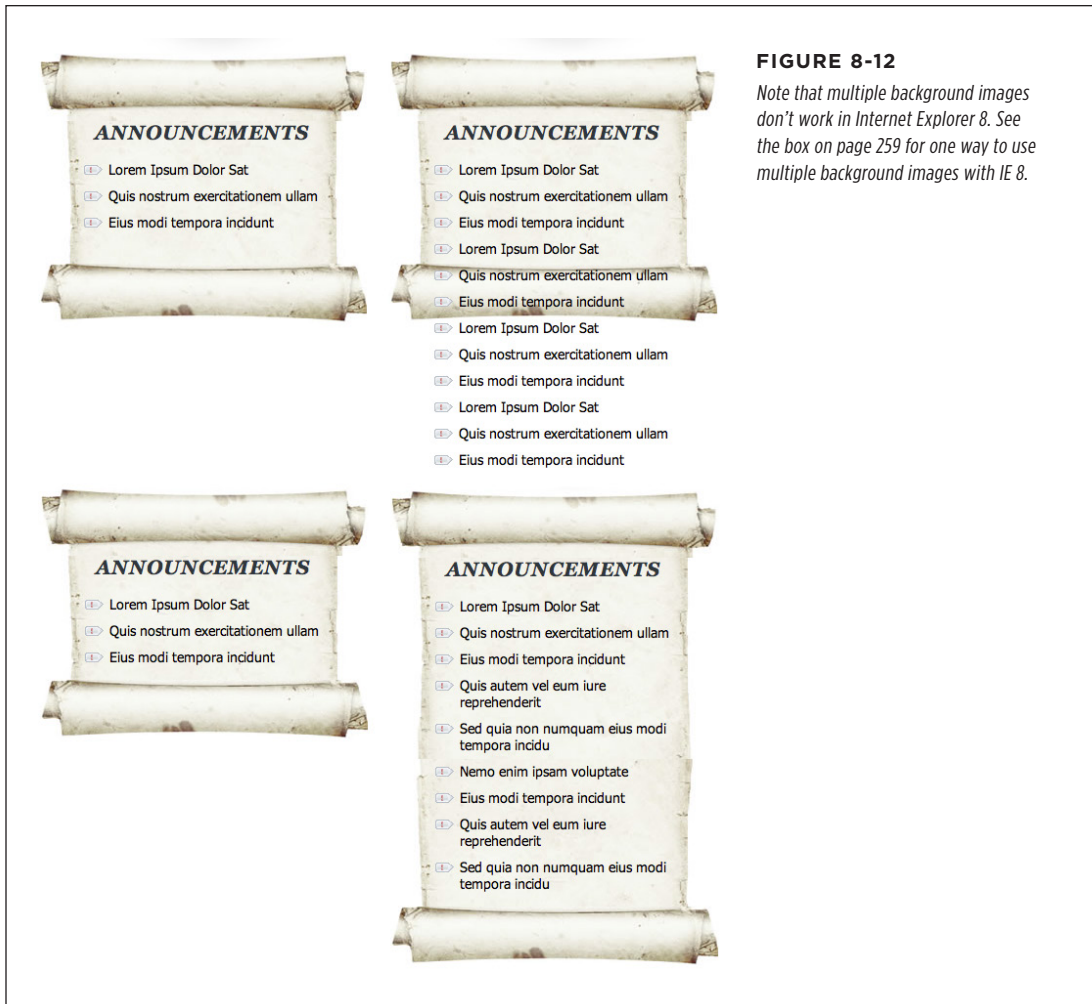 FIGURE 8-12
Note that multiple background images
don't work in Internet Explorer 8. See
the box on page 259 for one way to use
multiple background images with IE 8.
ANNOUNCEMENTS
Lorem Ipsum Dolor Sat
Quis nostrum exercitationem ullam
Eius modi tempora incidunt
ANNOUNCEMENTS
Lorem Ipsum Dolor Sat
Quis nostrum exercitationem ullam
Eius modi tempora incidunt
Lorem Ipsum Dolor Sat
Quis nostrum exercitationem ullam
Eius modi tempora incidunt
Lorem Ipsum Dolor Sat
Quis nostrum exercitationem ullam
Eius modi tempora incidunt
Lorem Ipsum Dolor Sat
Quis nostrum exercitationem ullam
Eius modi tempora incidunt
ANNOUNCEMENTS
Lorem Ipsum Dolor Sat
Quis nostrum exercitationem ullam
Eius modi tempora incidunt
ANNOUNCEMENTS
Lorem Ipsum Dolor Sat
Quis nostrum exercitationem ullam
Eius modi tempora incidunt
Quis autem vel eum iure
reprehenderit
Sed quia non numquam eius modi
tempora incidu
Nemo enim ipsam voluptate
Eius modi tempora incidunt
Quis autem vel eum iure
reprehenderit
Sed quia non numquam eius modi
tempora incidu